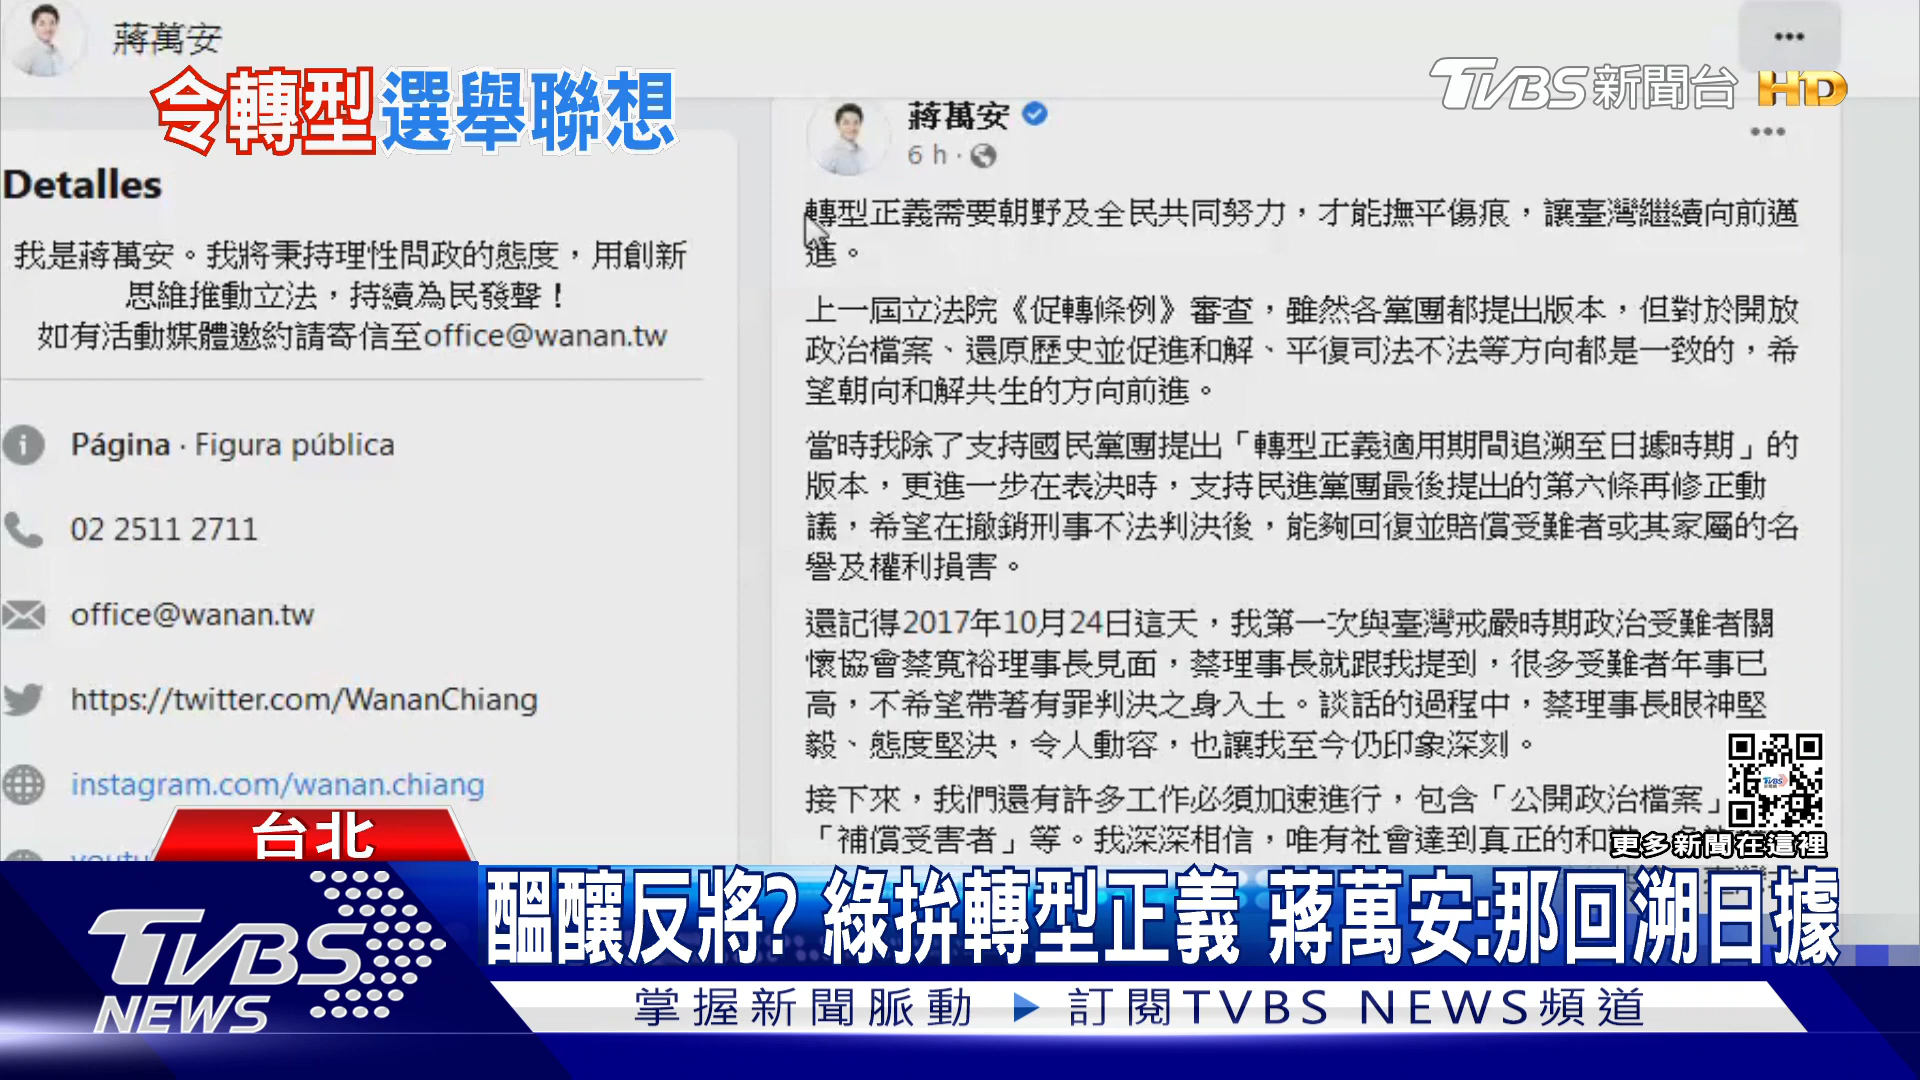 蔣萬安
令轉型選舉聯想
TVBS新聞台 HD
Detalles
我是蔣萬安。我將秉持理性問政的態度，用創新
思維推動立法，持續為民發聲！
如有活動媒體邀約請寄信至office@wanan.tw
Página · Figura pública
02 2511 2711
office@wanan.tw
https://twitter.com/WananChiang
instagram.com/wanan.chiang
蔣萬安
6 h ·
轉型正義需要朝野及全民共同努力，才能撫平傷痕，讓臺灣繼續向前邁
進。
上一屆立法院《促轉條例》審查，雖然各黨團都提出版本，但對於開放
政治檔案、還原歷史並促進和解、平復司法不法等方向都是一致的，希
望朝向和解共生的方向前進。
當時我除了支持國民黨團提出「轉型正義適用期間追溯至日據時期」的
版本，更進一步在表決時，支持民進黨團最後提出的第六條再修正動
議，希望在撤銷刑事不法判決後，能夠回復並賠償受難者或其家屬的名
譽及權利損害。
還記得2017年10月24日這天，我第一次與臺灣戒嚴時期政治受難者關
懷協會蔡寬裕理事長見面，蔡理事長就跟我提到，很多受難者年事已
高，不希望帶著有罪判決之身入土。談話的過程中，蔡理事長眼神堅
毅、態度堅決，令人動容，也讓我至今仍印象深刻。
接下來，我們還有許多工作必須加速進行，包含「公開政治檔案」
「補償受害者」等。我深深相信，唯有社會達到真正的和
TVBS
更多新聞在這裡
台北
醞釀反將? 綠拚轉型正義 蔣萬安:那回溯日據
TVBS NEWS
掌握新聞脈動 ▶ 訂閱TVBS NEWS頻道